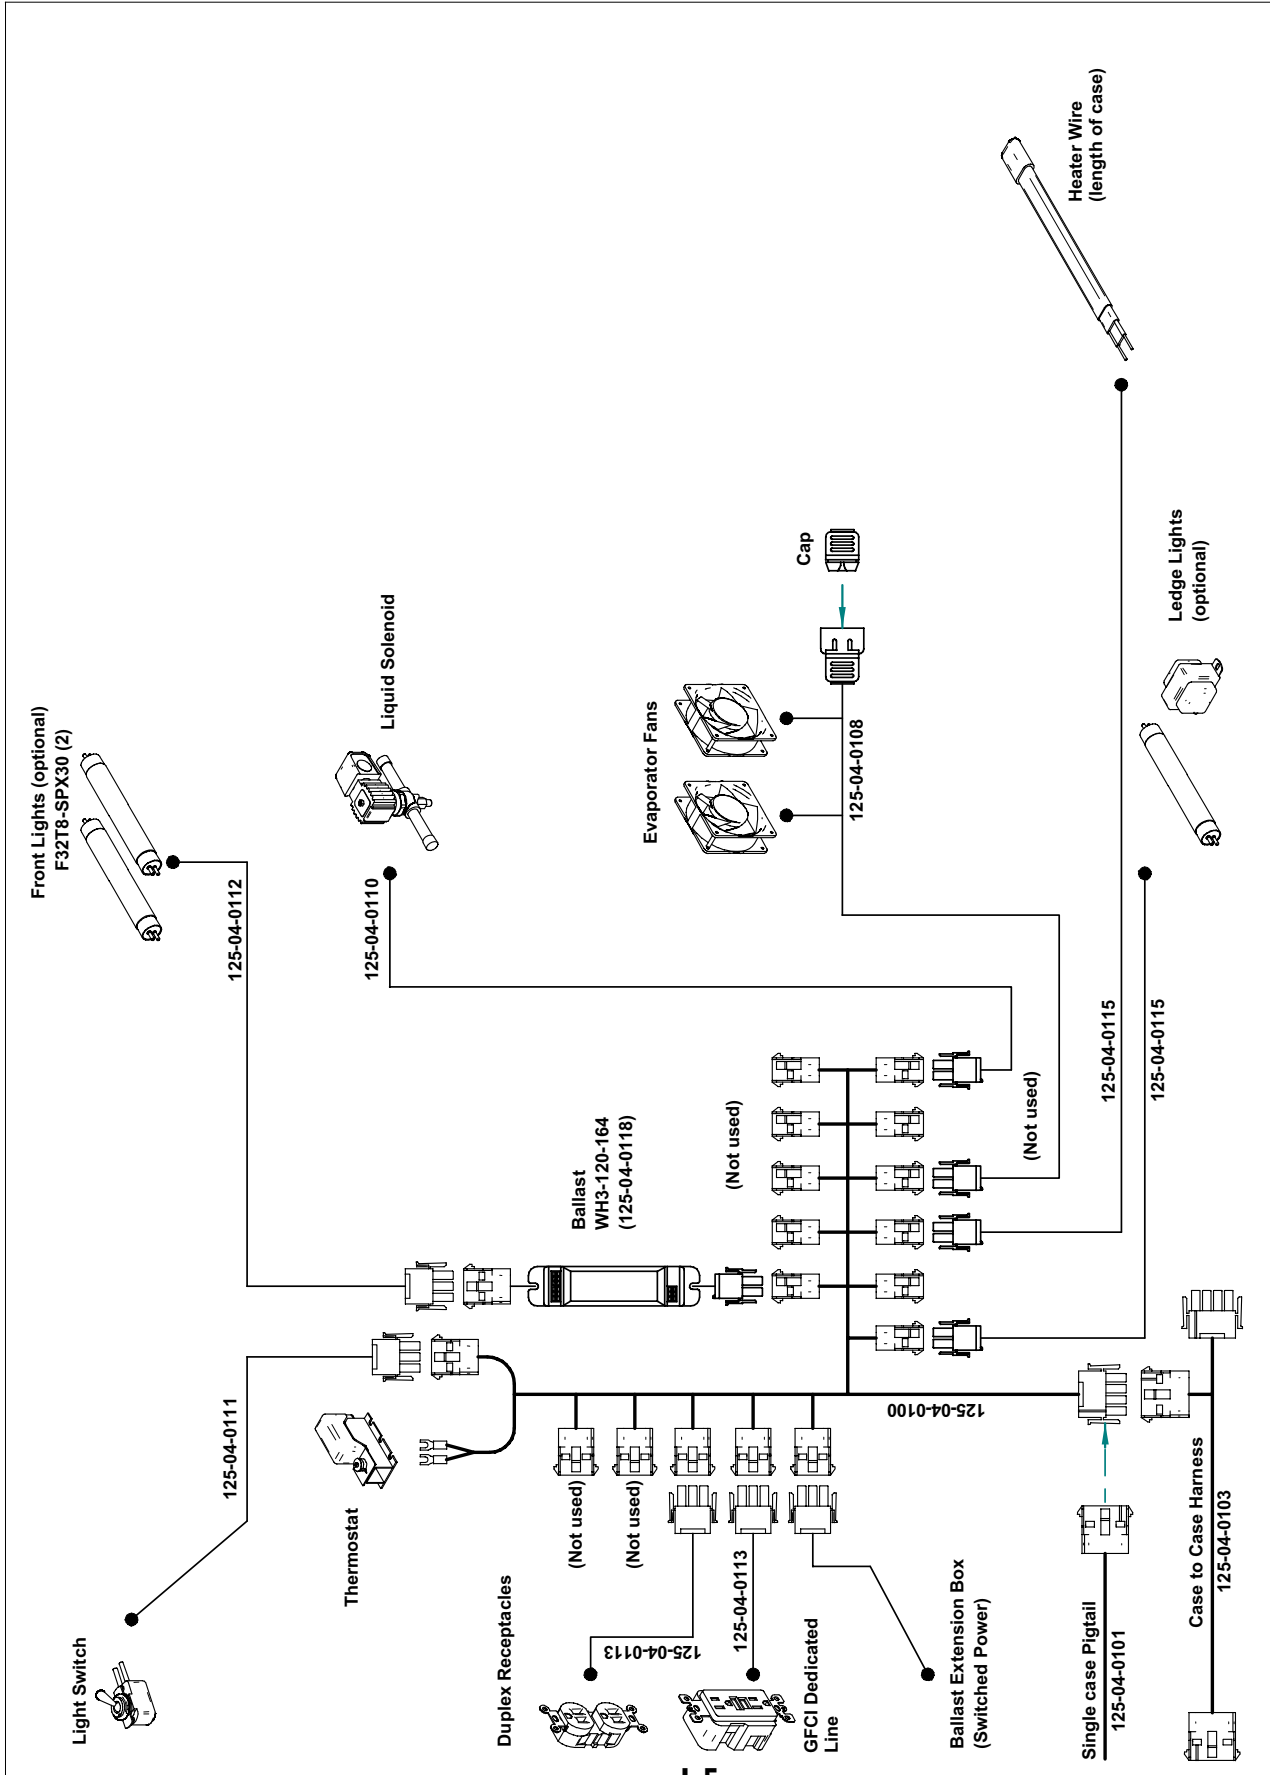 Front Lights (optional)
F32T8-SPX30 (2)
125-04-0112
Liquid Solenoid
125-04-0110
Light Switch
125-04-0111
Thermostat
Ballast
WH3-120-164
(125-04-0118)
Evaporator Fans
125-04-0108
Cap
Heater Wire
(length of case)
Ledge Lights
(optional)
125-04-0115
125-04-0115
(Not used)
(Not used)
(Not used)
(Not used)
Duplex Receptacles
125-04-0113
GFCI Dedicated
Line
125-04-0113
Ballast Extension Box
(Switched Power)
125-04-0100
Single case Pigtail
125-04-0101
Case to Case Harness
125-04-0103